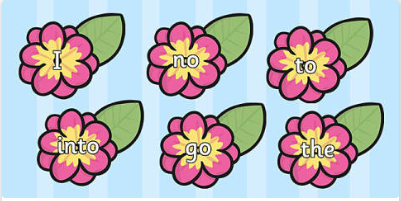 I no to
into go the